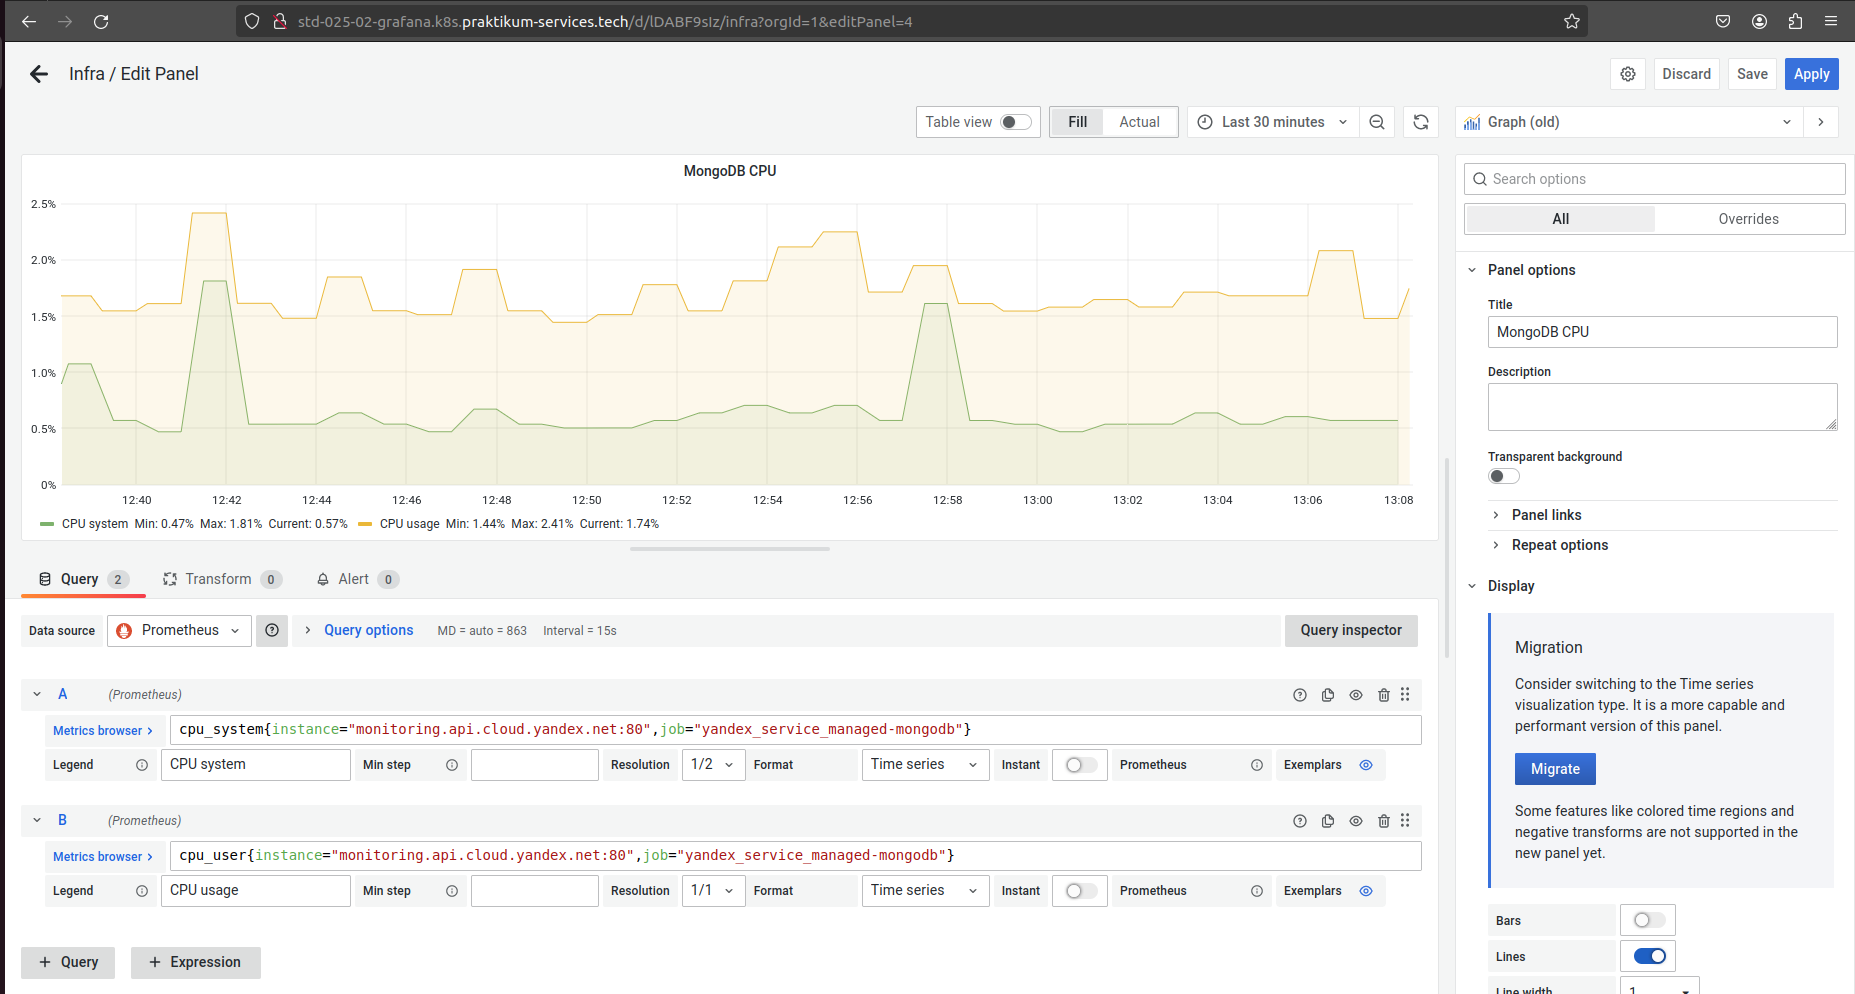 std-025-02-grafana.k8s.praktikum-services.tech/d/lDABF9sIz/infra?orgId=1&editPanel=4
Infra / Edit Panel
Discard
Save
Apply
Table view
Fill
Actual
Last 30 minutes
Graph (old)
MongoDB CPU
2.5%
2.0%
1.5%
1.0%
0.5%
0%
12:40 12:42 12:44 12:46 12:48 12:50 12:52 12:54 12:56 12:58 13:00 13:02 13:04 13:06 13:08
CPU system Min: 0.47% Max: 1.81% Current: 0.57% CPU usage Min: 1.44% Max: 2.41% Current: 1.74%
Query 2 Transform 0 Alert 0
Data source Prometheus Query options MD = auto = 863 Interval = 15s Query inspector
A (Prometheus)
Metrics browser > cpu_system{instance="monitoring.api.cloud.yandex.net:80",job="yandex_service_managed-mongodb"}
Legend CPU system Min step Resolution 1/2 Format Time series Instant Prometheus Exemplars
B (Prometheus)
Metrics browser > cpu_user{instance="monitoring.api.cloud.yandex.net:80",job="yandex_service_managed-mongodb"}
Legend CPU usage Min step Resolution 1/1 Format Time series Instant Prometheus Exemplars
+ Query + Expression
Search options
All Overrides
Panel options
Title
MongoDB CPU
Description
Transparent background
Panel links
Repeat options
Display
Migration
Consider switching to the Time series
visualization type. It is a more capable and
performant version of this panel.
Migrate
Some features like colored time regions and
negative transforms are not supported in the
new panel yet.
Bars
Lines
Line width 1